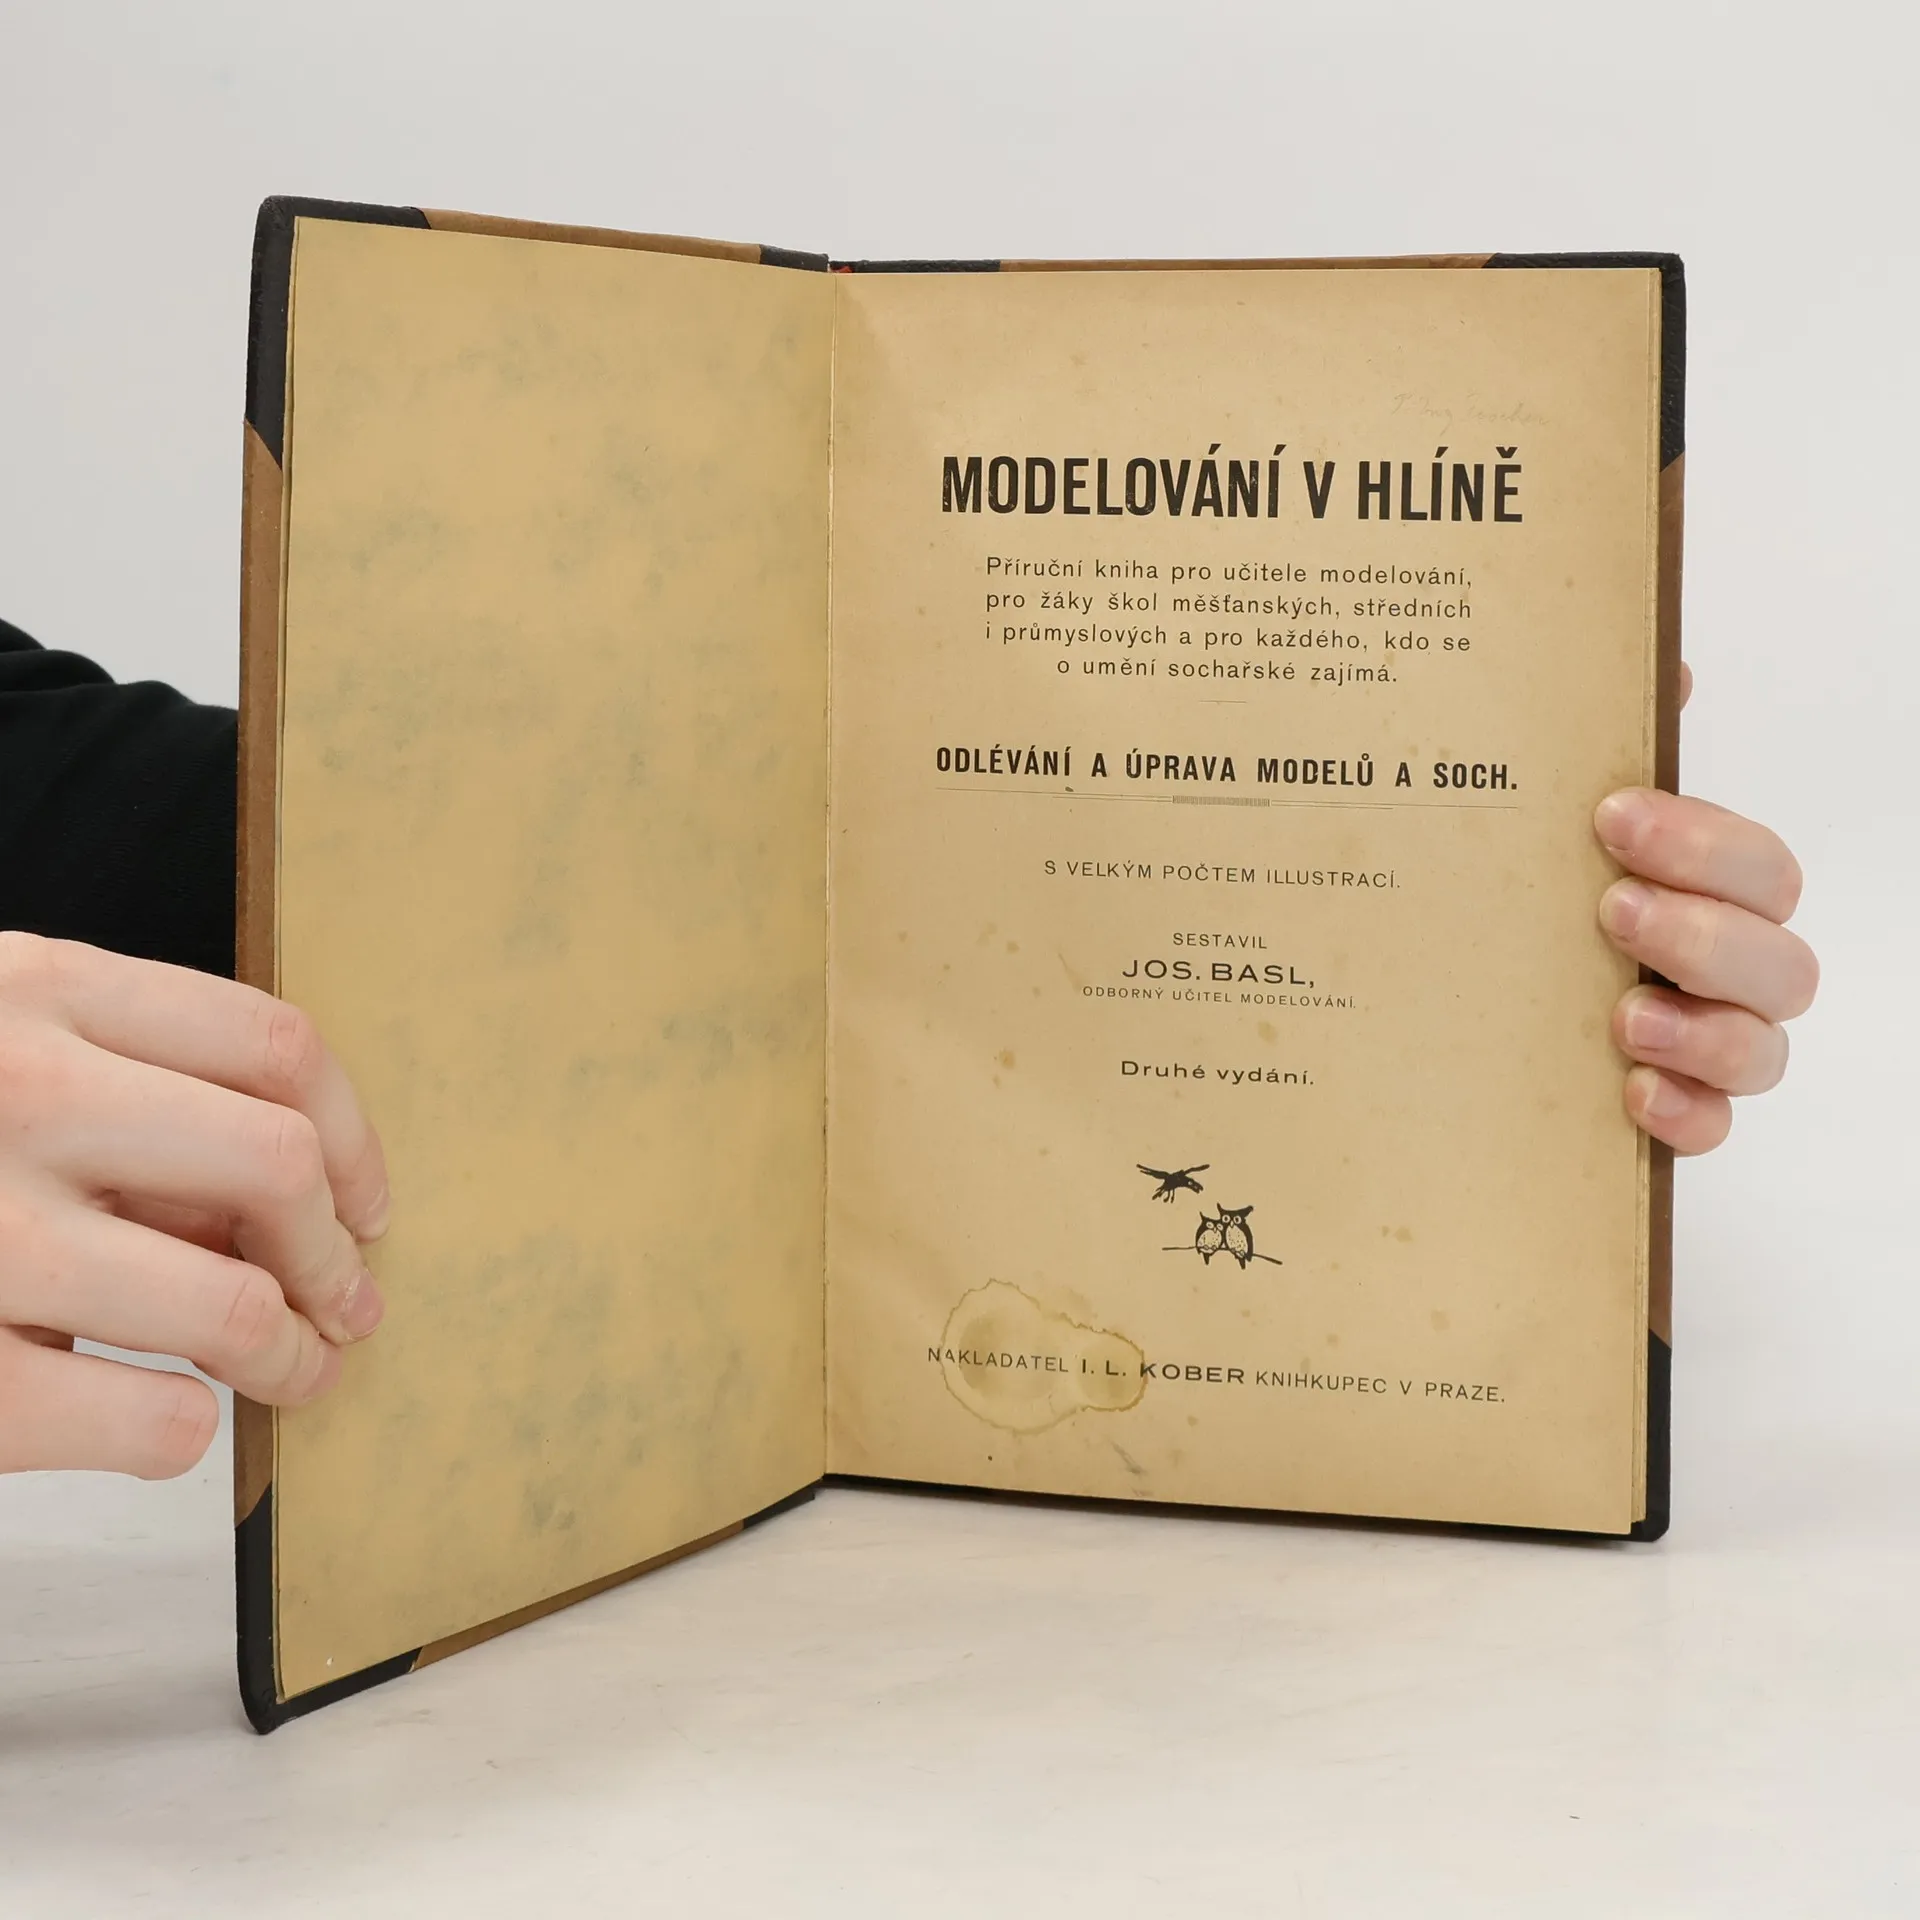 MODELOVÁNÍ V HLÍNĚ
Příruční kniha pro učitele modelování,
pro žáky škol měšťanských, středních
i průmyslových a pro každého, kdo se
o umění sochařské zajímá.
ODLÉVÁNÍ A ÚPRAVA MODELŮ A SOCH.
S VELKÝM POČTEM ILLUSTRACÍ.
SESTAVIL
JOS. BASL,
ODBORNÝ UČITEL MODELOVÁNÍ.
Druhé vydání.
NAKLADATEL I. L. KOBER KNIHKUPEC V PRAZE.